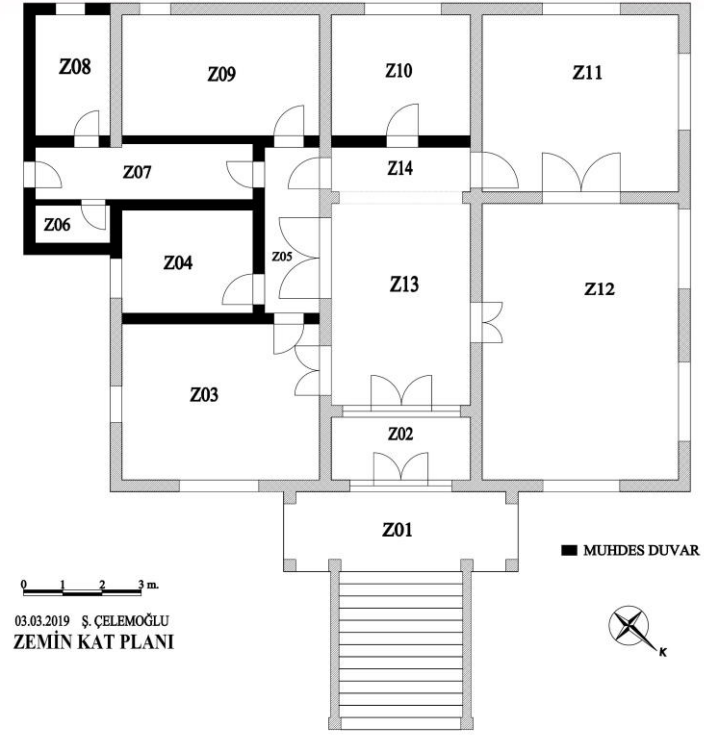 Z08
Z09
Z10
Z11
Z07
Z14
Z06
Z04
Z05
Z13
Z12
Z03
Z02
Z01
MUHDES DUVAR
0 1 2 3 m.
03.03.2019 Ş. ÇELEMOĞLU
ZEMİN KAT PLANI
K